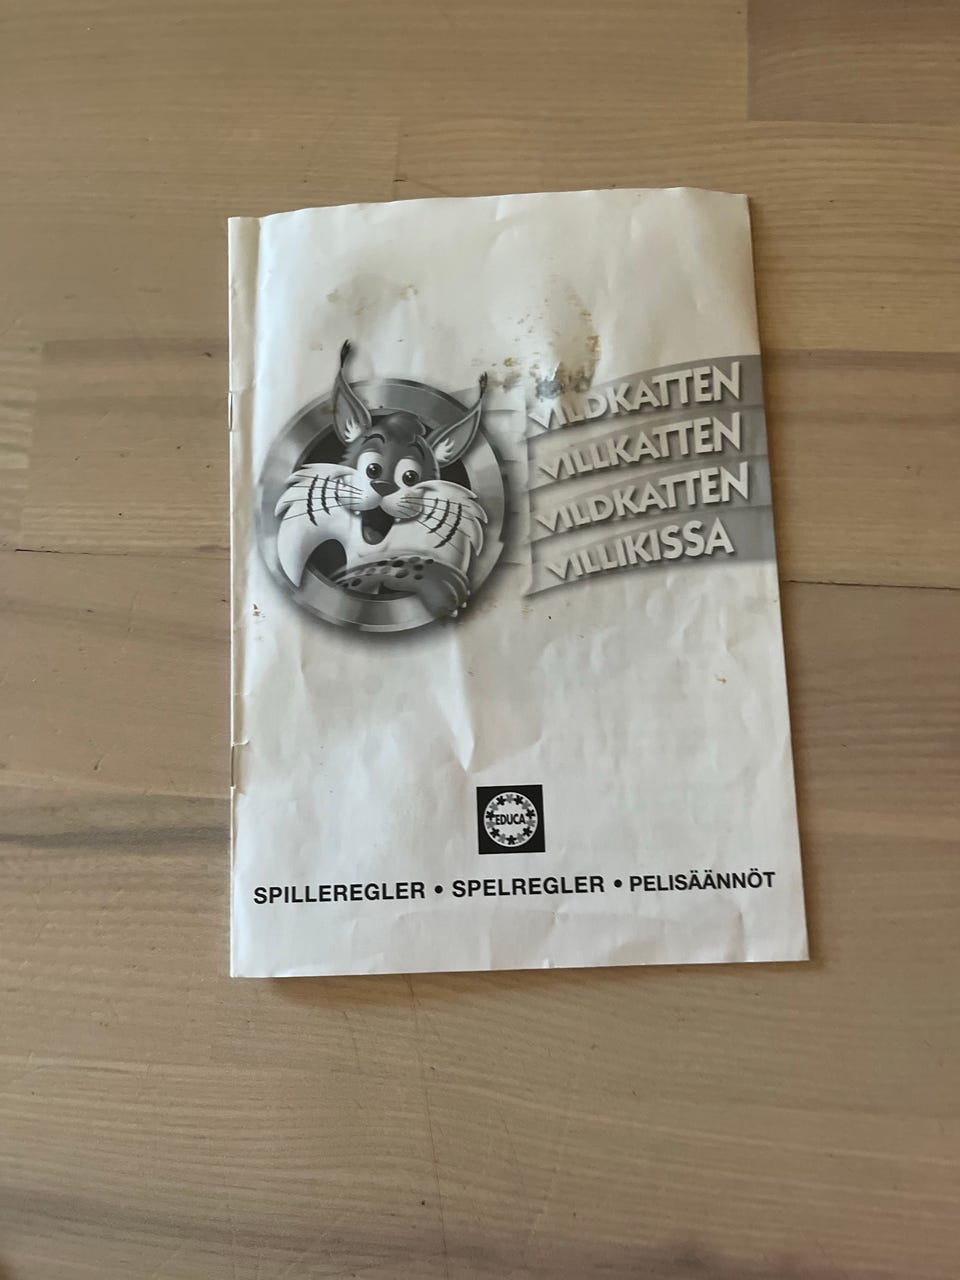 VILDKATTEN
VILLKATTEN
VILDKATTEN
VILLIKISSA
EDUCA
SPILLEREGLER • SPELREGLER • PELISÄÄNNÖT